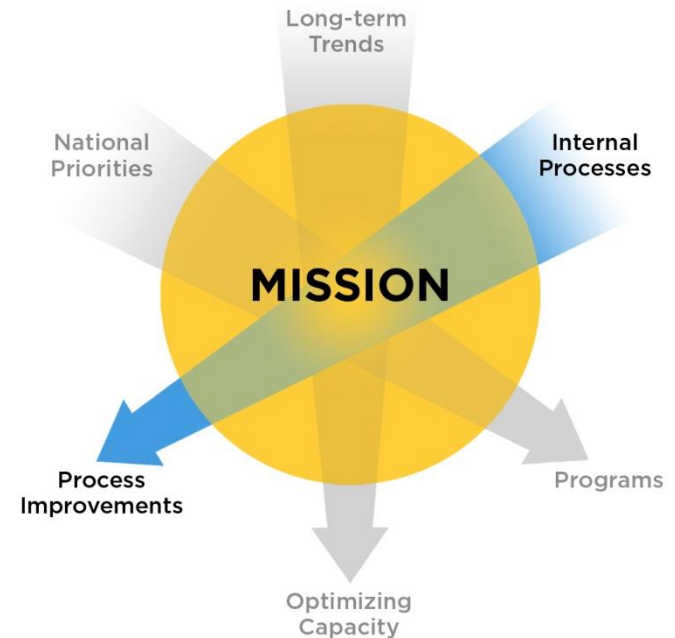 Long-term
Trends
National
Priorities
Internal
Processes
MISSION
Process
Improvements
Programs
Optimizing
Capacity